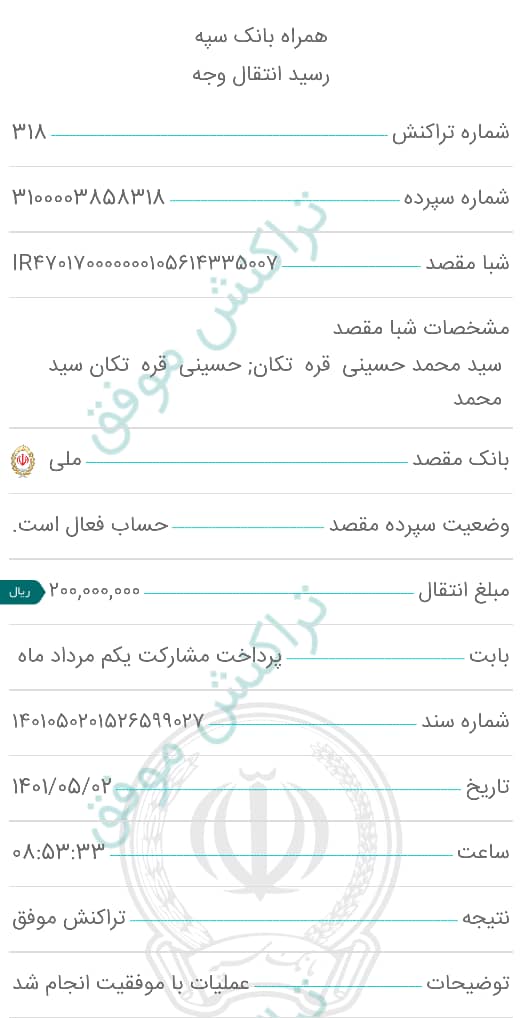 همراه بانک سپه
رسید انتقال وجه
شماره تراکنش ۳۱۸
شماره سپرده ۳۱۰۰۰۰۳۸۵۸۳۱۸
شبا مقصد IR۴۷۰۱۷۰۰۰۰۰۰۰۱۰۵۶۱۴۳۳۵۰۰۷
مشخصات شبا مقصد
سید محمد حسینی قره تکان; حسینی قره تکان سید
محمد
بانک مقصد ملی
وضعیت سپرده مقصد حساب فعال است.
مبلغ انتقال ۲۰۰,۰۰۰,۰۰۰ ریال
بابت پرداخت مشارکت یکم مرداد ماه
شماره سند ۱۴۰۱۰۵۰۲۰۱۵۲۶۵۹۹۰۲۷
تاریخ ۱۴۰۱/۰۵/۰۲
ساعت ۰۸:۵۳:۳۳
نتیجه تراکنش موفق
توضیحات عملیات با موفقیت انجام شد
تراکنش موفق
تراکنش موفق